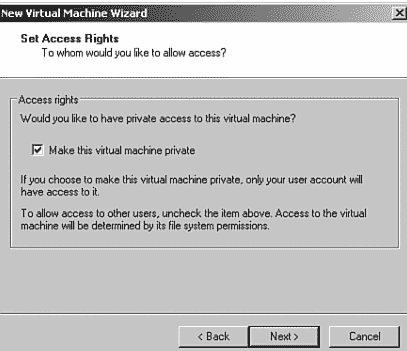 New Virtual Machine Wizard
Set Access Rights
To whom would you like to allow access?
Access rights
Would you like to have private access to this virtual machine?
Make this virtual machine private
If you choose to make this virtual machine private, only your user account will
have access to it.
To allow access to other users, uncheck the item above. Access to the virtual
machine will be determined by its file system permissions.
< Back
Next >
Cancel